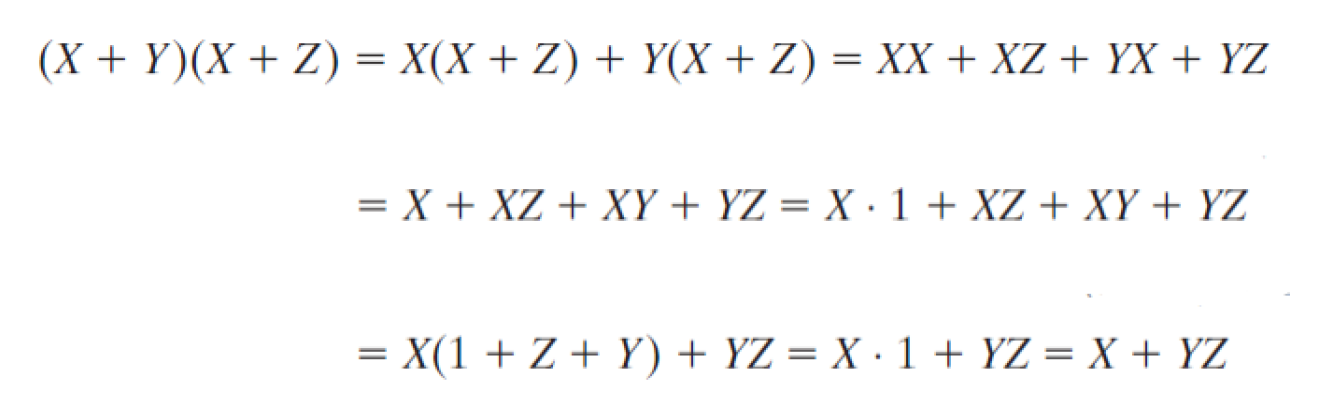 (X + Y)(X + Z) = X(X + Z) + Y(X + Z) = XX + XZ + YX + YZ
= X + XZ + XY + YZ = X · 1 + XZ + XY + YZ
= X(1 + Z + Y) + YZ = X · 1 + YZ = X + YZ